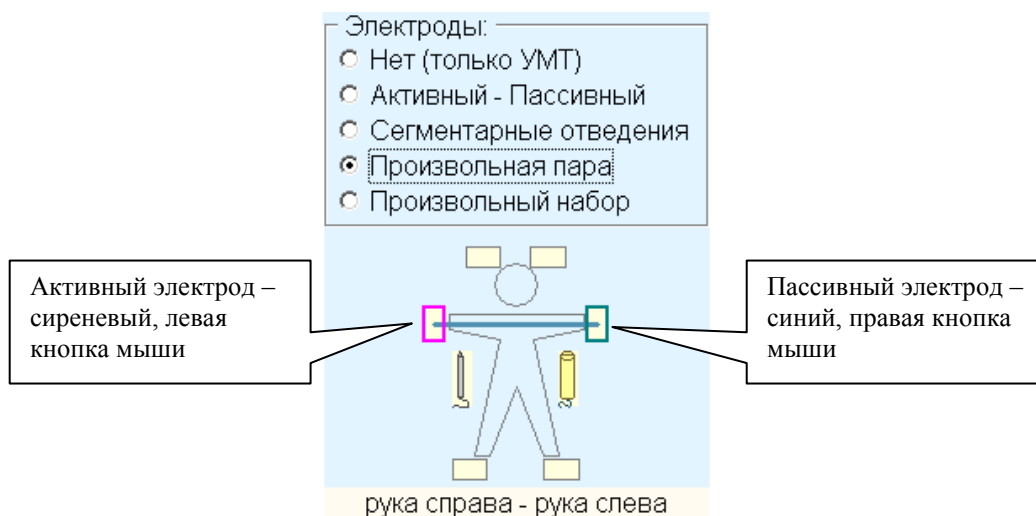 Электроды:
Нет (только УМТ)
Активный - Пассивный
Сегментарные отведения
Произвольная пара
Произвольный набор
Активный электрод –
сиреневый, левая
кнопка мыши
Пассивный электрод –
синий, правая кнопка
мыши
рука справа - рука слева